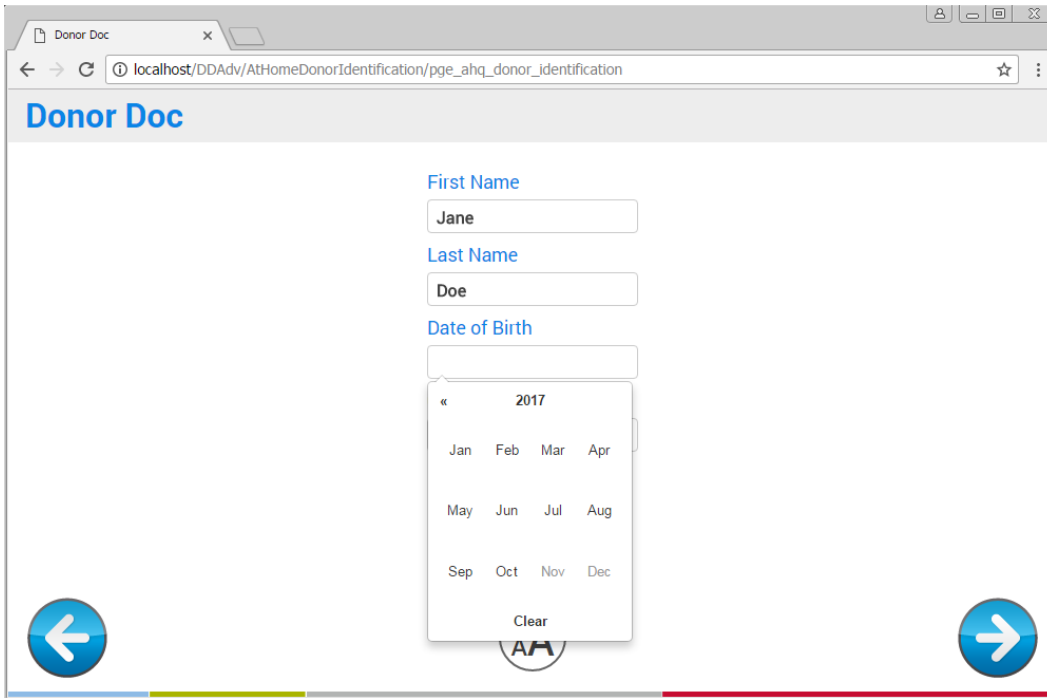 Donor Doc
localhost/DDAdv/AtHomeDonorIdentification/pge_ahq_donor_identification
Donor Doc
First Name
Jane
Last Name
Doe
Date of Birth
« 2017
Jan Feb Mar Apr
May Jun Jul Aug
Sep Oct Nov Dec
Clear
AA